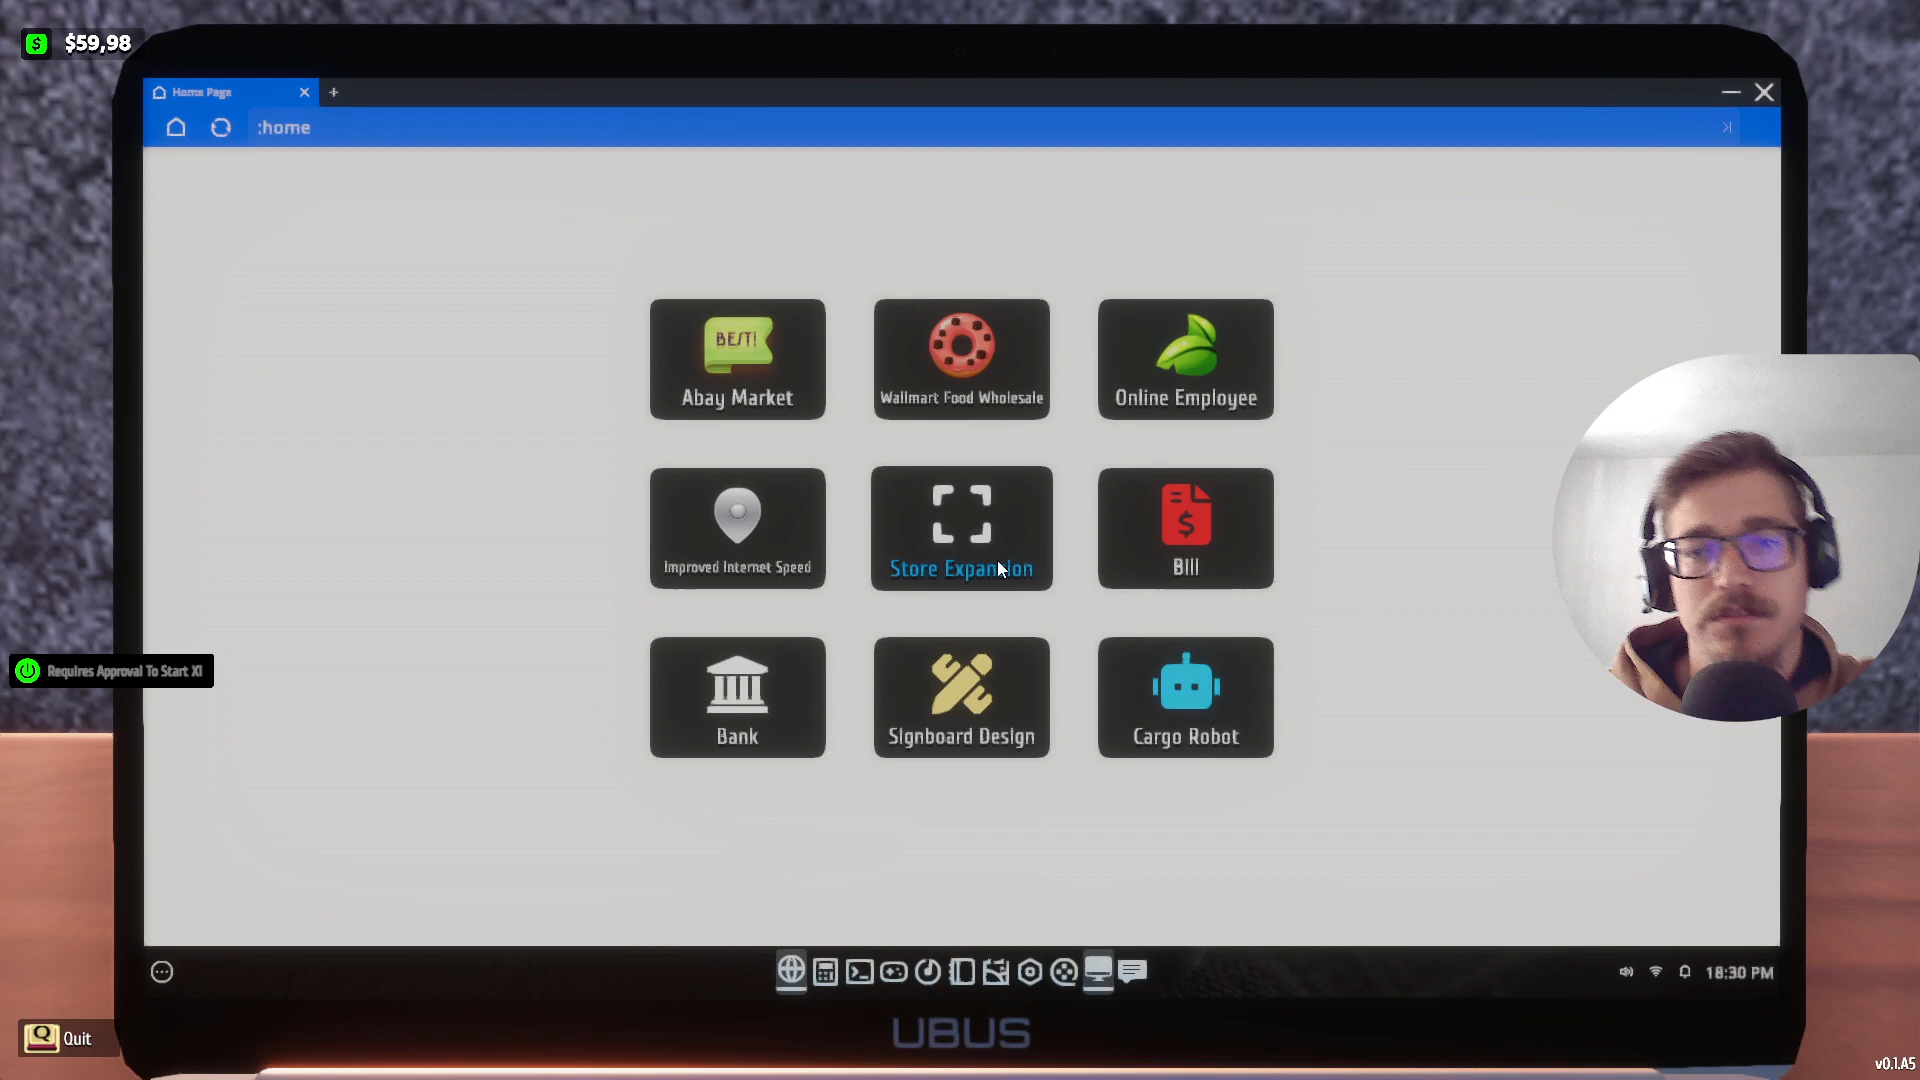 $59,98
Home Page
:home
BEST!
Abay Market
Wallmart Food Wholesale
Online Employee
Improved Internet Speed
Store Expansion
Bill
Bank
Signboard Design
Cargo Robot
Requires Approval To Start X1
18:30 PM
Q Quit
UBUS
v0.1.A5